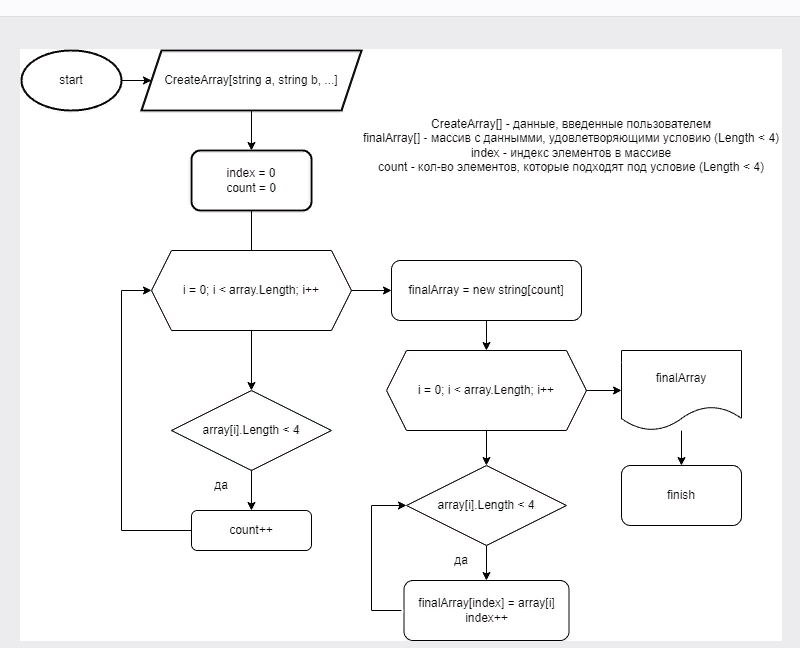 start
CreateArray[string a, string b, ...]
CreateArray[] - данные, введенные пользователем
finalArray[] - массив с даннымми, удовлетворяющими условию (Length < 4)
index - индекс элементов в массиве
count - кол-во элементов, которые подходят под условие (Length < 4)
index = 0
count = 0
i = 0; i < array.Length; i++
finalArray = new string[count]
i = 0; i < array.Length; i++
finalArray
array[i].Length < 4
да
count++
array[i].Length < 4
да
finalArray[index] = array[i]
index++
finish